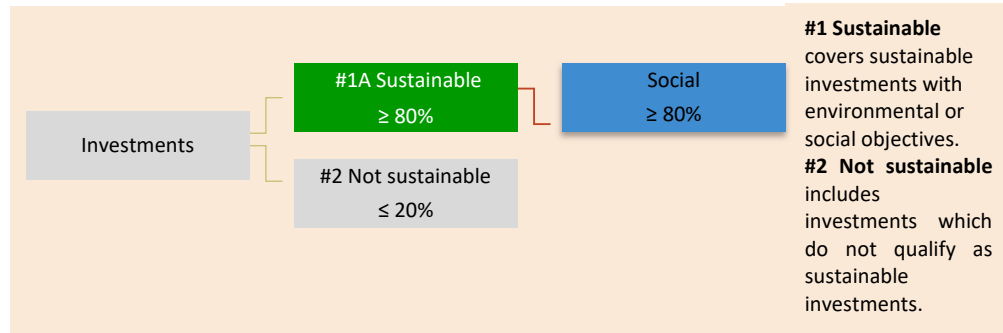 Investments
#1A Sustainable
≥ 80%
Social
≥ 80%
#2 Not sustainable
≤ 20%
#1 Sustainable
covers sustainable
investments with
environmental or
social objectives.
#2 Not sustainable
includes
investments which
do not qualify as
sustainable
investments.